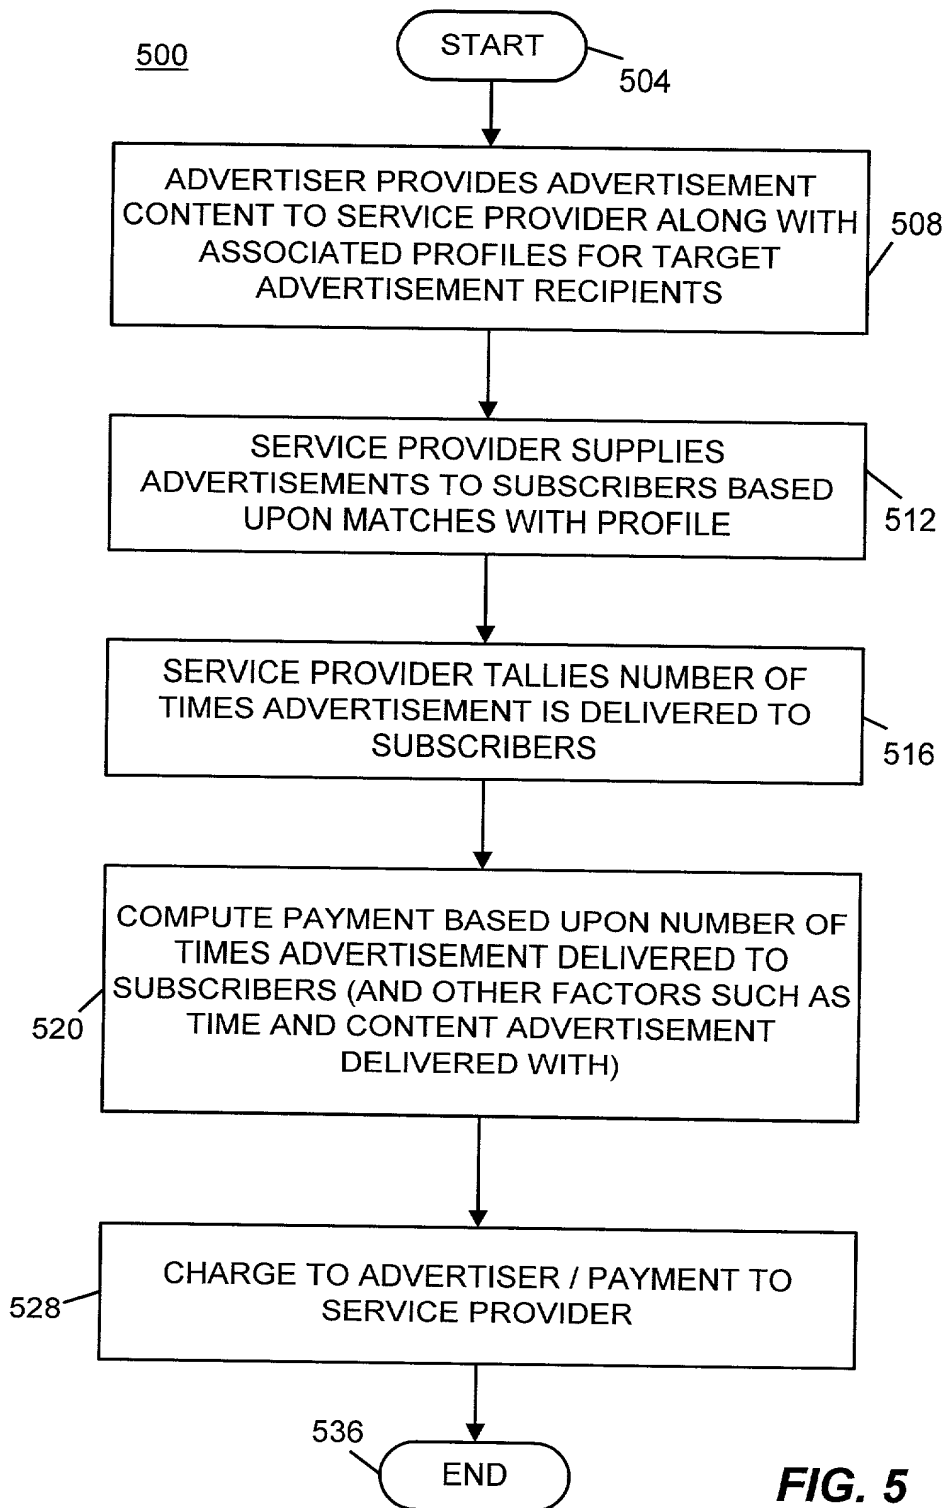 500
START
504
ADVERTISER PROVIDES ADVERTISEMENT
CONTENT TO SERVICE PROVIDER ALONG WITH
ASSOCIATED PROFILES FOR TARGET
ADVERTISEMENT RECIPIENTS
508
SERVICE PROVIDER SUPPLIES
ADVERTISEMENTS TO SUBSCRIBERS BASED
UPON MATCHES WITH PROFILE
512
SERVICE PROVIDER TALLIES NUMBER OF
TIMES ADVERTISEMENT IS DELIVERED TO
SUBSCRIBERS
516
COMPUTE PAYMENT BASED UPON NUMBER OF
TIMES ADVERTISEMENT DELIVERED TO
SUBSCRIBERS (AND OTHER FACTORS SUCH AS
TIME AND CONTENT ADVERTISEMENT
DELIVERED WITH)
520
CHARGE TO ADVERTISER / PAYMENT TO
SERVICE PROVIDER
528
536
END
FIG. 5